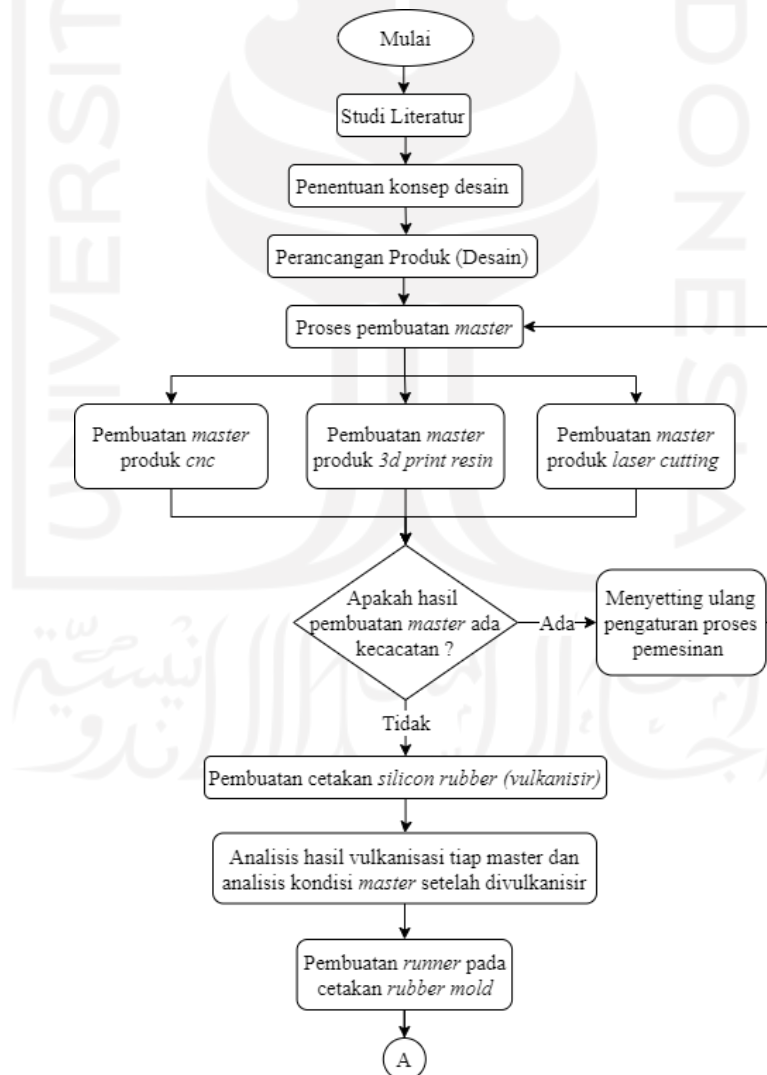 Mulai
Studi Literatur
Penentuan konsep desain
Perancangan Produk (Desain)
Proses pembuatan master
Pembuatan master
produk cnc
Pembuatan master
produk 3d print resin
Pembuatan master
produk laser cutting
Apakah hasil
pembuatan master ada
kecacatan ?
Ada
Menyetting ulang
pengaturan proses
pemesinan
Tidak
Pembuatan cetakan silicon rubber (vulkanisir)
Analisis hasil vulkanisasi tiap master dan
analisis kondisi master setelah divulkanisir
Pembuatan runner pada
cetakan rubber mold
A
UNIVERSIT
DONESIA